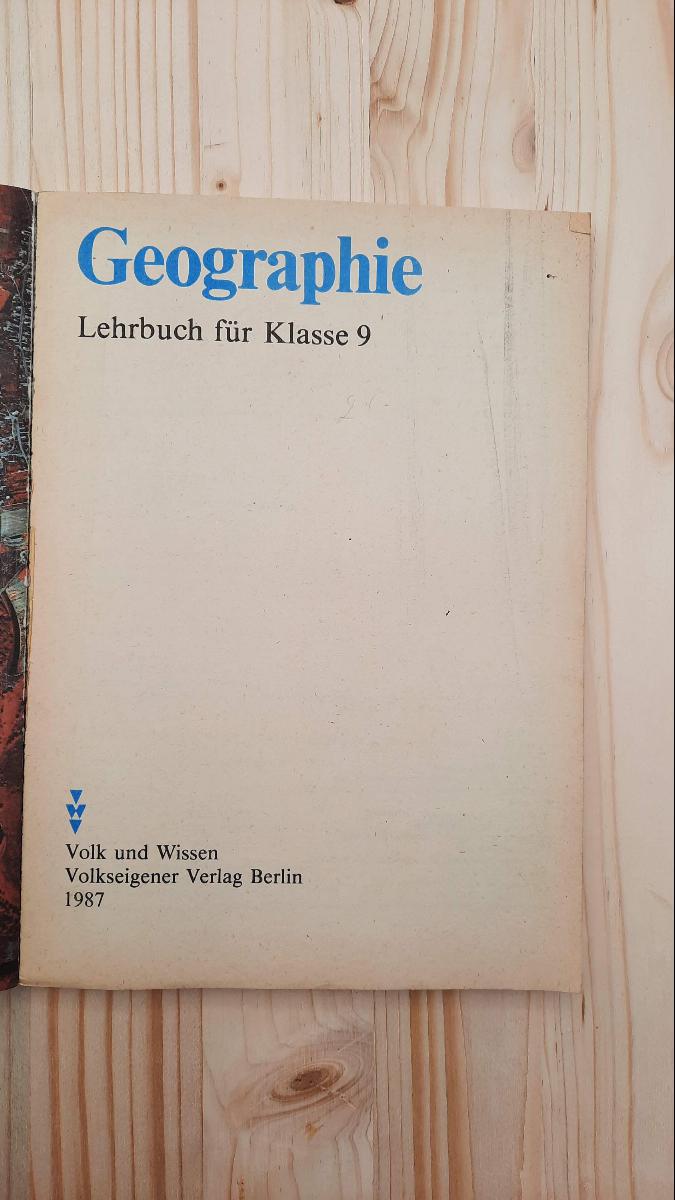 Geographie
Lehrbuch für Klasse 9
Volk und Wissen
Volkseigener Verlag Berlin
1987